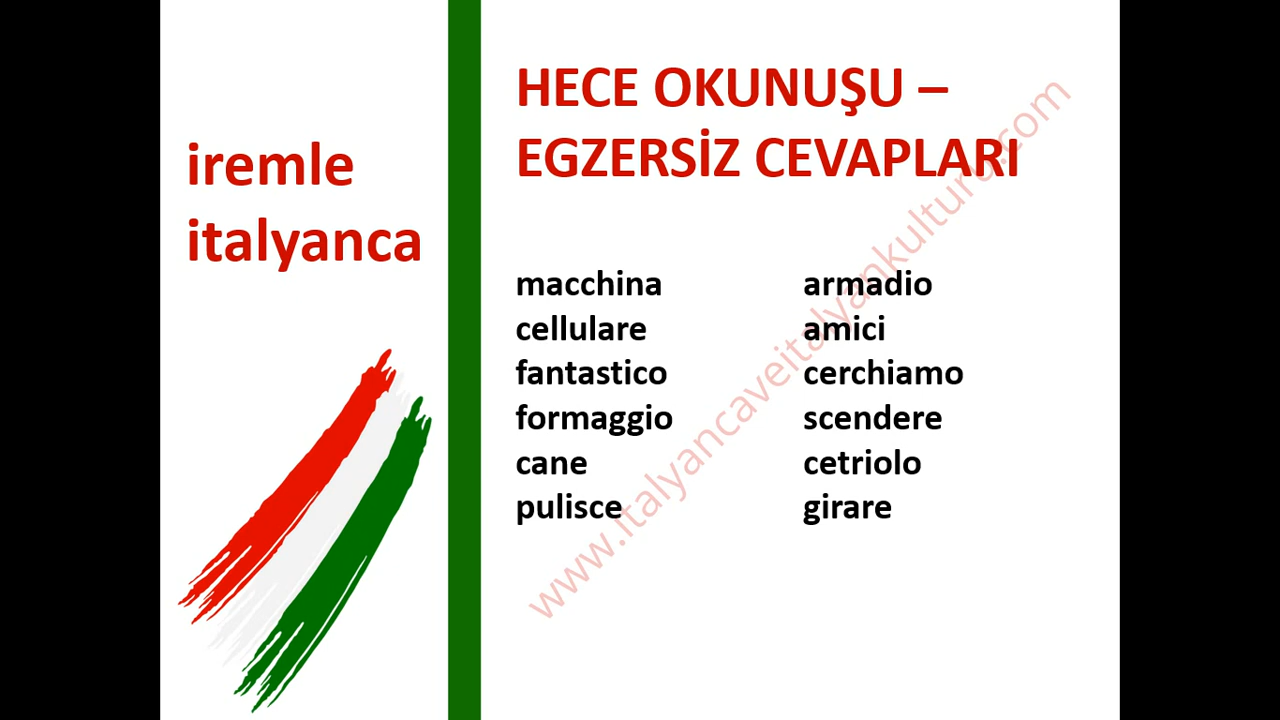 iremle
italyanca
HECE OKUNUŞU –
EGZERSİZ CEVAPLARI
macchina
cellulare
fantastico
formaggio
cane
pulisce
armadio
amici
cerchiamo
scendere
cetriolo
girare
www.italyancaveitalyankulturu.com